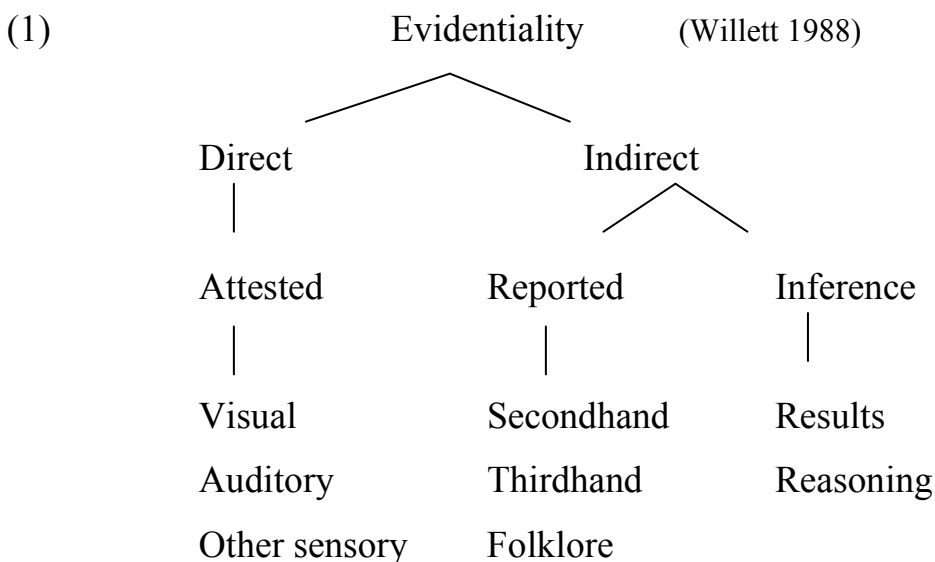 (1) Evidentiality (Willett 1988)
Direct Indirect
Attested Reported Inference
Visual Secondhand Results
Auditory Thirdhand Reasoning
Other sensory Folklore